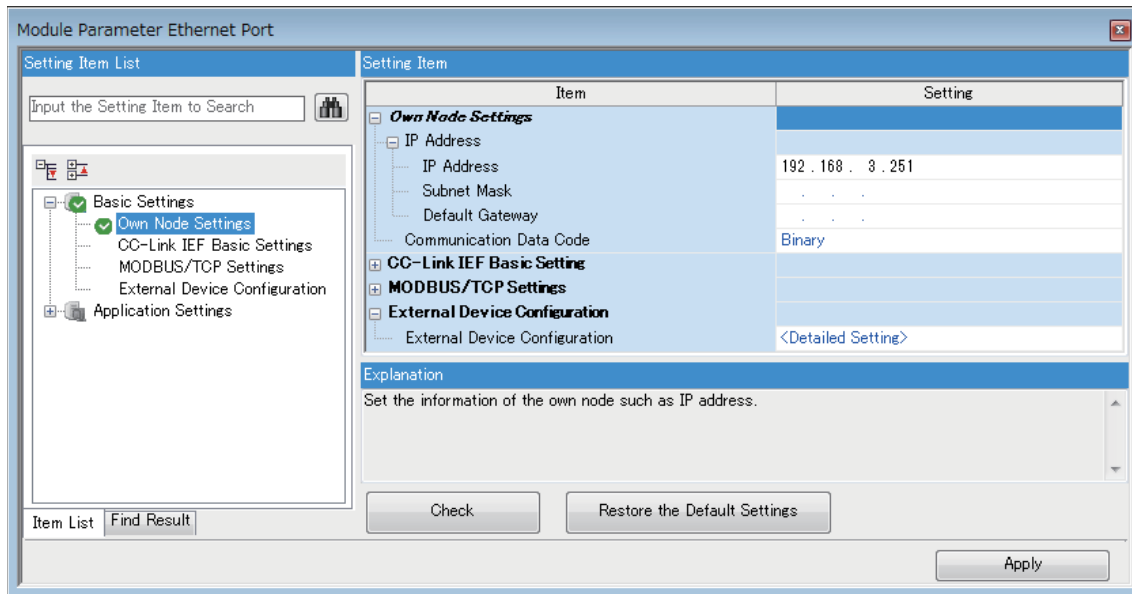 Module Parameter Ethernet Port
Setting Item List
Input the Setting Item to Search
Basic Settings
Own Node Settings
CC-Link IEF Basic Settings
MODBUS/TCP Settings
External Device Configuration
Application Settings
Item List
Find Result
Setting Item
Item Setting
Own Node Settings
IP Address
IP Address 192 . 168 . 3 . 251
Subnet Mask . . .
Default Gateway . . .
Communication Data Code Binary
CC-Link IEF Basic Setting
MODBUS/TCP Settings
External Device Configuration
External Device Configuration <Detailed Setting>
Explanation
Set the information of the own node such as IP address.
Check
Restore the Default Settings
Apply